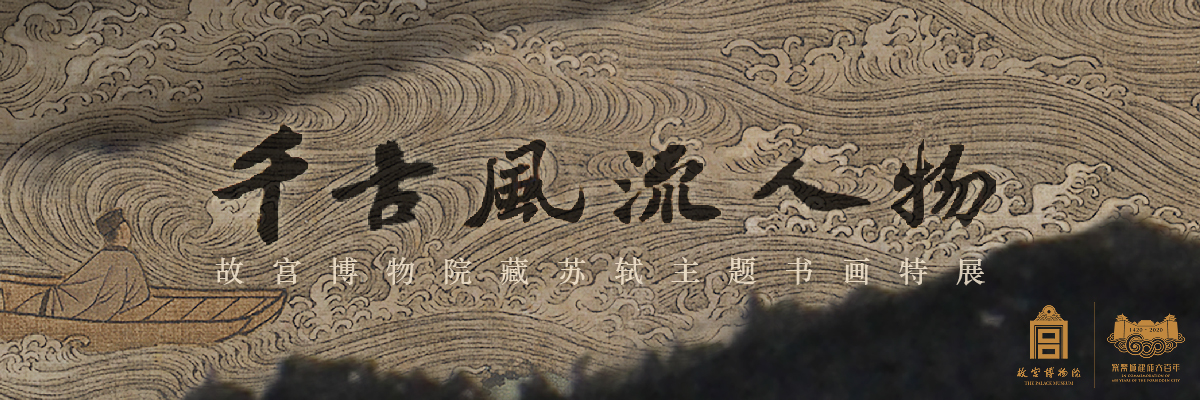 千古風流人物
故宫博物院藏苏轼主题书画特展
故宫博物院
THE PALACE MUSEUM
1420-2020
紫禁城建成六百年
IN COMMEMORATION OF
600 YEARS OF THE FORBIDDEN CITY